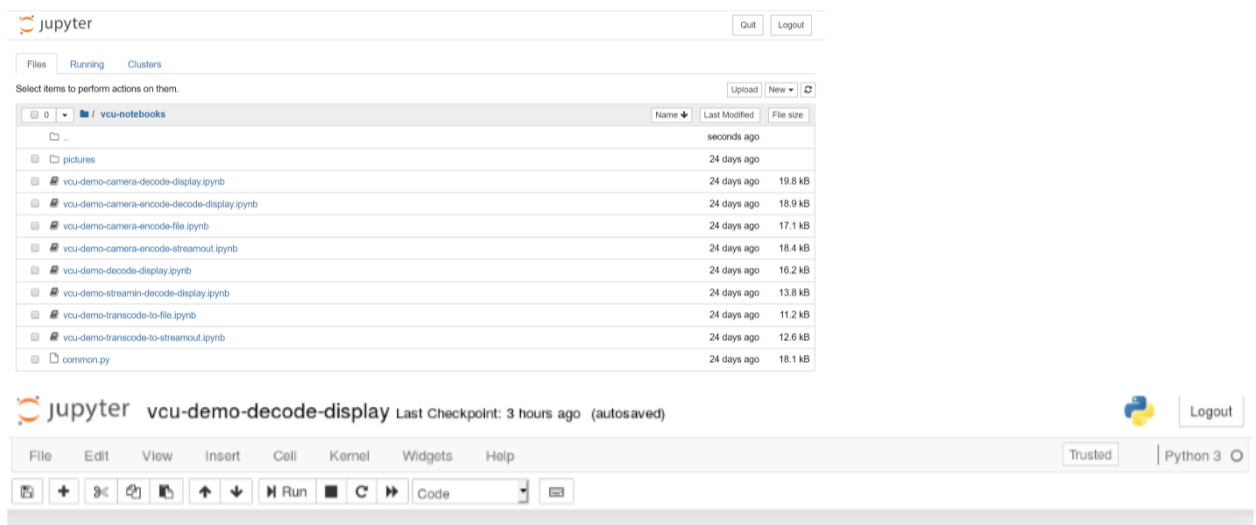 jupyter Quit Logout
Files Running Clusters
Select items to perform actions on them. Upload New
0 / vcu-notebooks Name Last Modified File size
.. seconds ago
pictures 24 days ago
vcu-demo-camera-decode-display.ipynb 24 days ago 19.8 kB
vcu-demo-camera-encode-decode-display.ipynb 24 days ago 18.9 kB
vcu-demo-camera-encode-file.ipynb 24 days ago 17.1 kB
vcu-demo-camera-encode-streamout.ipynb 24 days ago 18.4 kB
vcu-demo-decode-display.ipynb 24 days ago 16.2 kB
vcu-demo-streamin-decode-display.ipynb 24 days ago 13.8 kB
vcu-demo-transcode-to-file.ipynb 24 days ago 11.2 kB
vcu-demo-transcode-to-streamout.ipynb 24 days ago 12.6 kB
common.py 24 days ago 18.1 kB
jupyter vcu-demo-decode-display Last Checkpoint: 3 hours ago (autosaved) Logout
File Edit View Insert Cell Kernel Widgets Help Trusted Python 3
Run Code